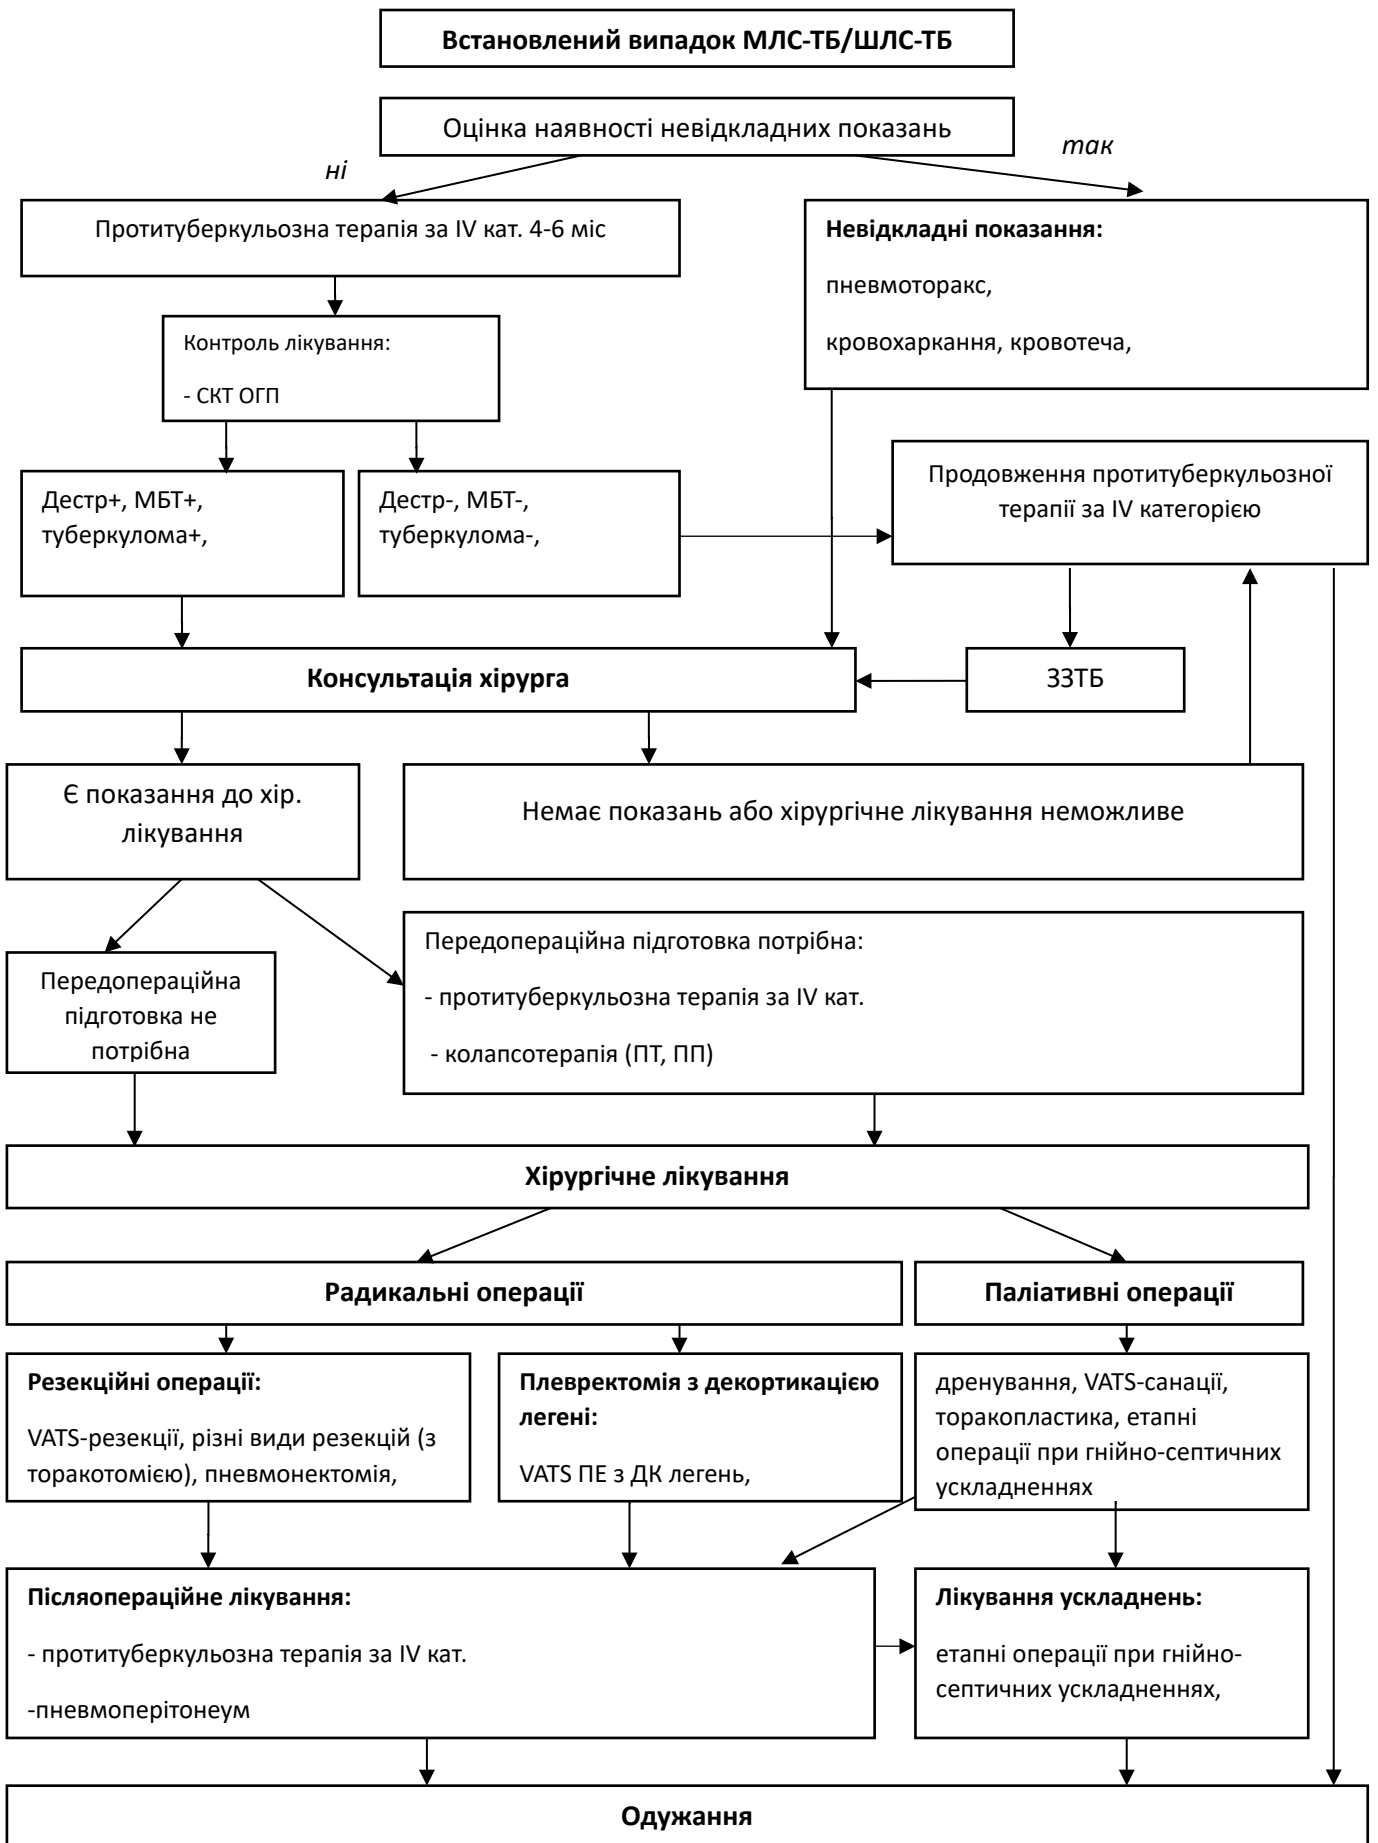 Встановлений випадок МЛС-ТБ/ШЛС-ТБ
Оцінка наявності невідкладних показань
ні
так
Протитуберкульозна терапія за IV кат. 4-6 міс
Невідкладні показання:
пневмоторакс,
кровохаркання, кровотеча,
Контроль лікування:
- СКТ ОГП
Дестр+, МБТ+,
туберкулома+,
Дестр-, МБТ-,
туберкулома-,
Продовження протитуберкульозної
терапії за IV категорією
Консультація хірурга
ЗЗТБ
Є показання до хір.
лікування
Немає показань або хірургічне лікування неможливе
Передопераційна
підготовка не
потрібна
Передопераційна підготовка потрібна:
- протитуберкульозна терапія за IV кат.
- колапсотерапія (ПТ, ПП)
Хірургічне лікування
Радикальні операції
Паліативні операції
Резекційні операції:
VATS-резекції, різні види резекцій (з
торакотомією), пневмонектомія,
Плевректомія з декортикацією
легені:
VATS ПЕ з ДК легень,
дренування, VATS-санації,
торакопластика, етапні
операції при гнійно-септичних
ускладненнях
Післяопераційне лікування:
- протитуберкульозна терапія за IV кат.
-пневмоперітонеум
Лікування ускладнень:
етапні операції при гнійно-
септичних ускладненнях,
Одужання